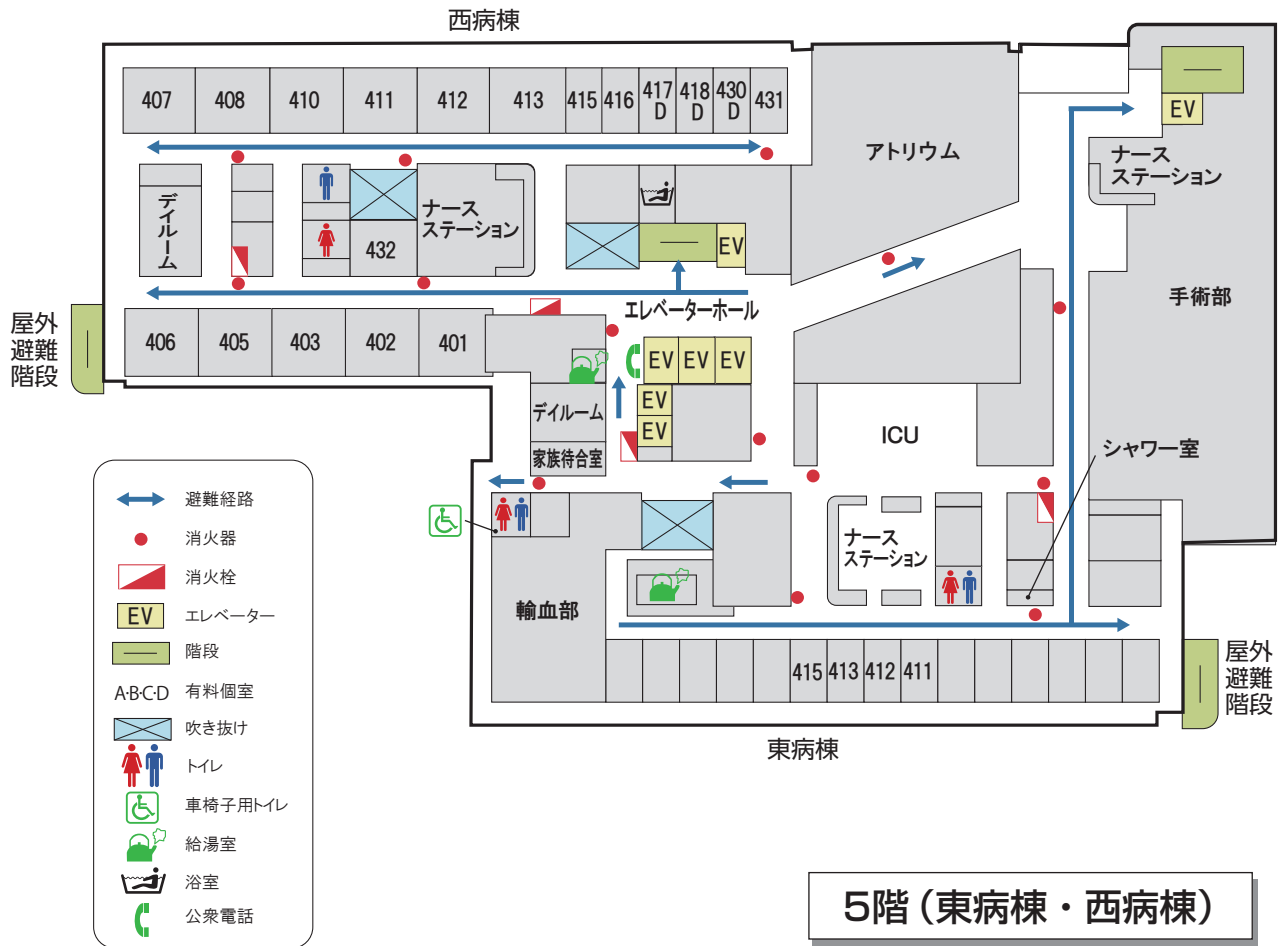 西病棟
407
408
410
411
412
413
415
416
417
D
418
D
430
D
431
EV
アトリウム
ナース
ステーション
デイルーム
ナース
ステーション
432
EV
手術部
エレベーターホール
屋外
避難
階段
406
405
403
402
401
EV
EV
EV
EV
EV
デイルーム
家族待合室
ICU
シャワー室
ナース
ステーション
輸血部
415
413
412
411
屋外
避難
階段
東病棟
避難経路
消火器
消火栓
EV
エレベーター
階段
A・B・C・D
有料個室
吹き抜け
トイレ
車椅子用トイレ
給湯室
浴室
公衆電話
5階（東病棟・西病棟）